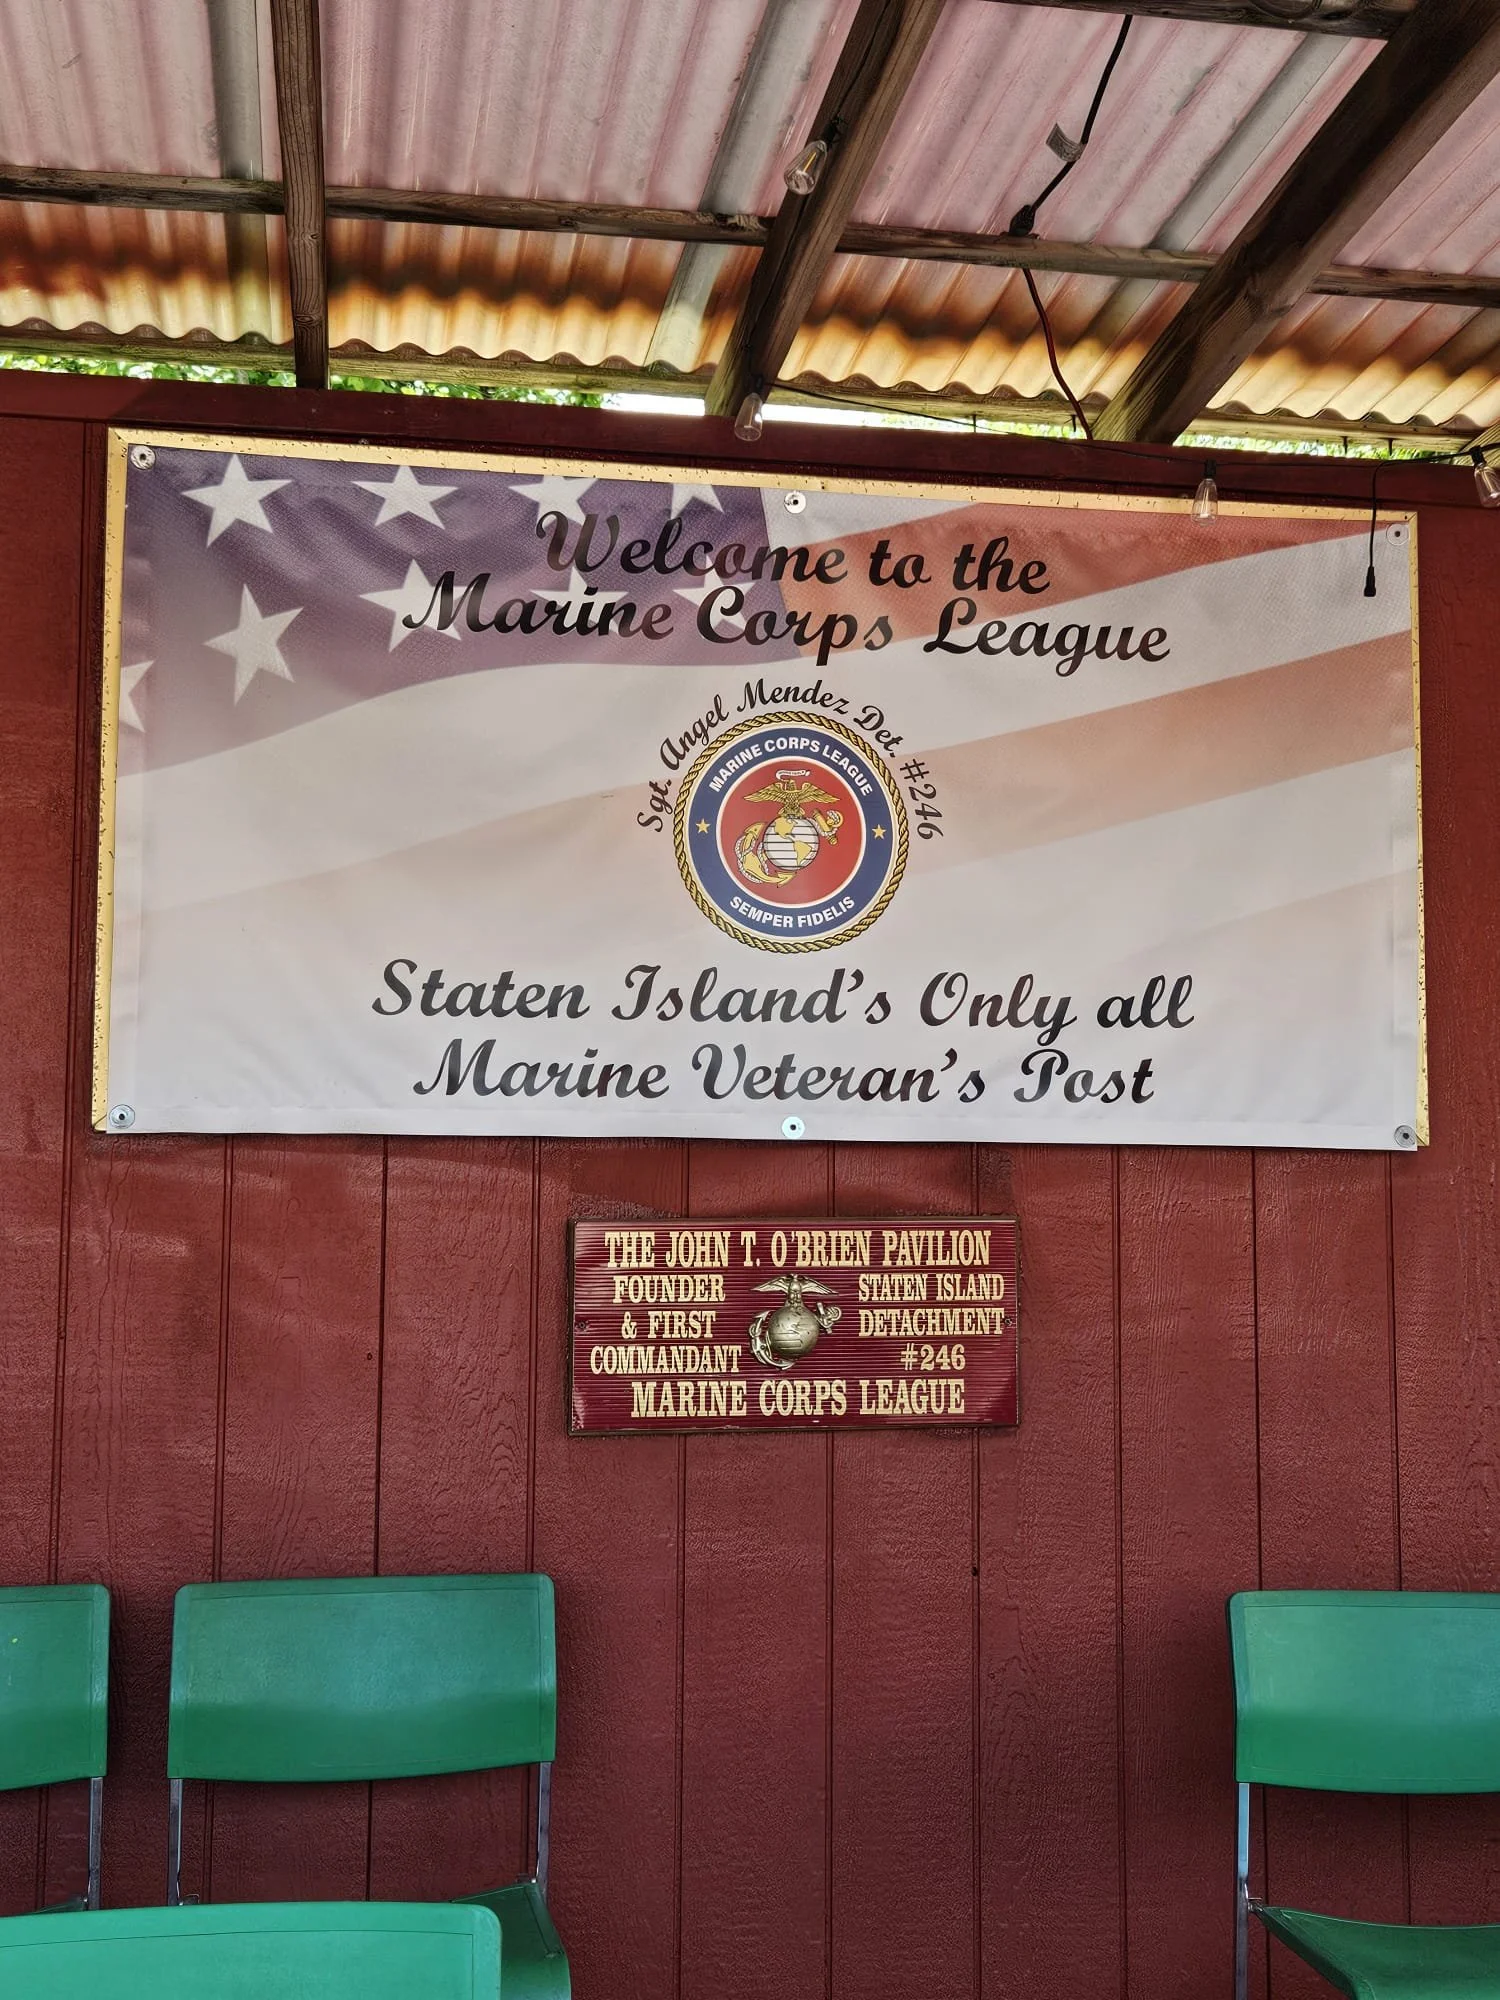 Welcome to the
Marine Corps League
Sgt. Angel Mendez Det. #246
MARINE CORPS LEAGUE
SEMPER FIDELIS
Staten Island's Only all
Marine Veteran's Post
THE JOHN T. O'BRIEN PAVILION
FOUNDER
& FIRST
COMMANDANT
STATEN ISLAND
DETACHMENT
#246
MARINE CORPS LEAGUE